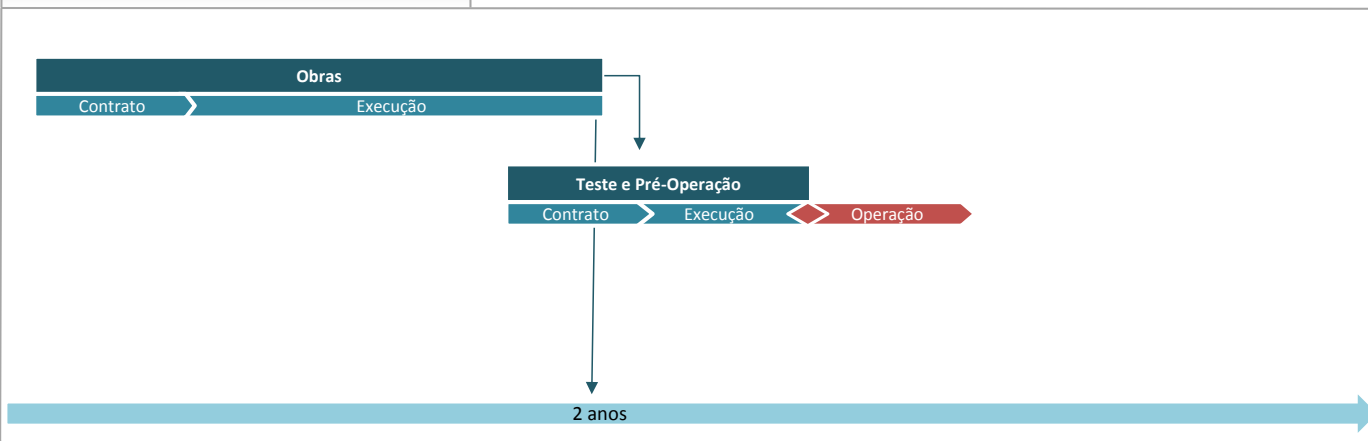 Obras
Contrato
Execução
Teste e Pré-Operação
Contrato
Execução
Operação
2 anos